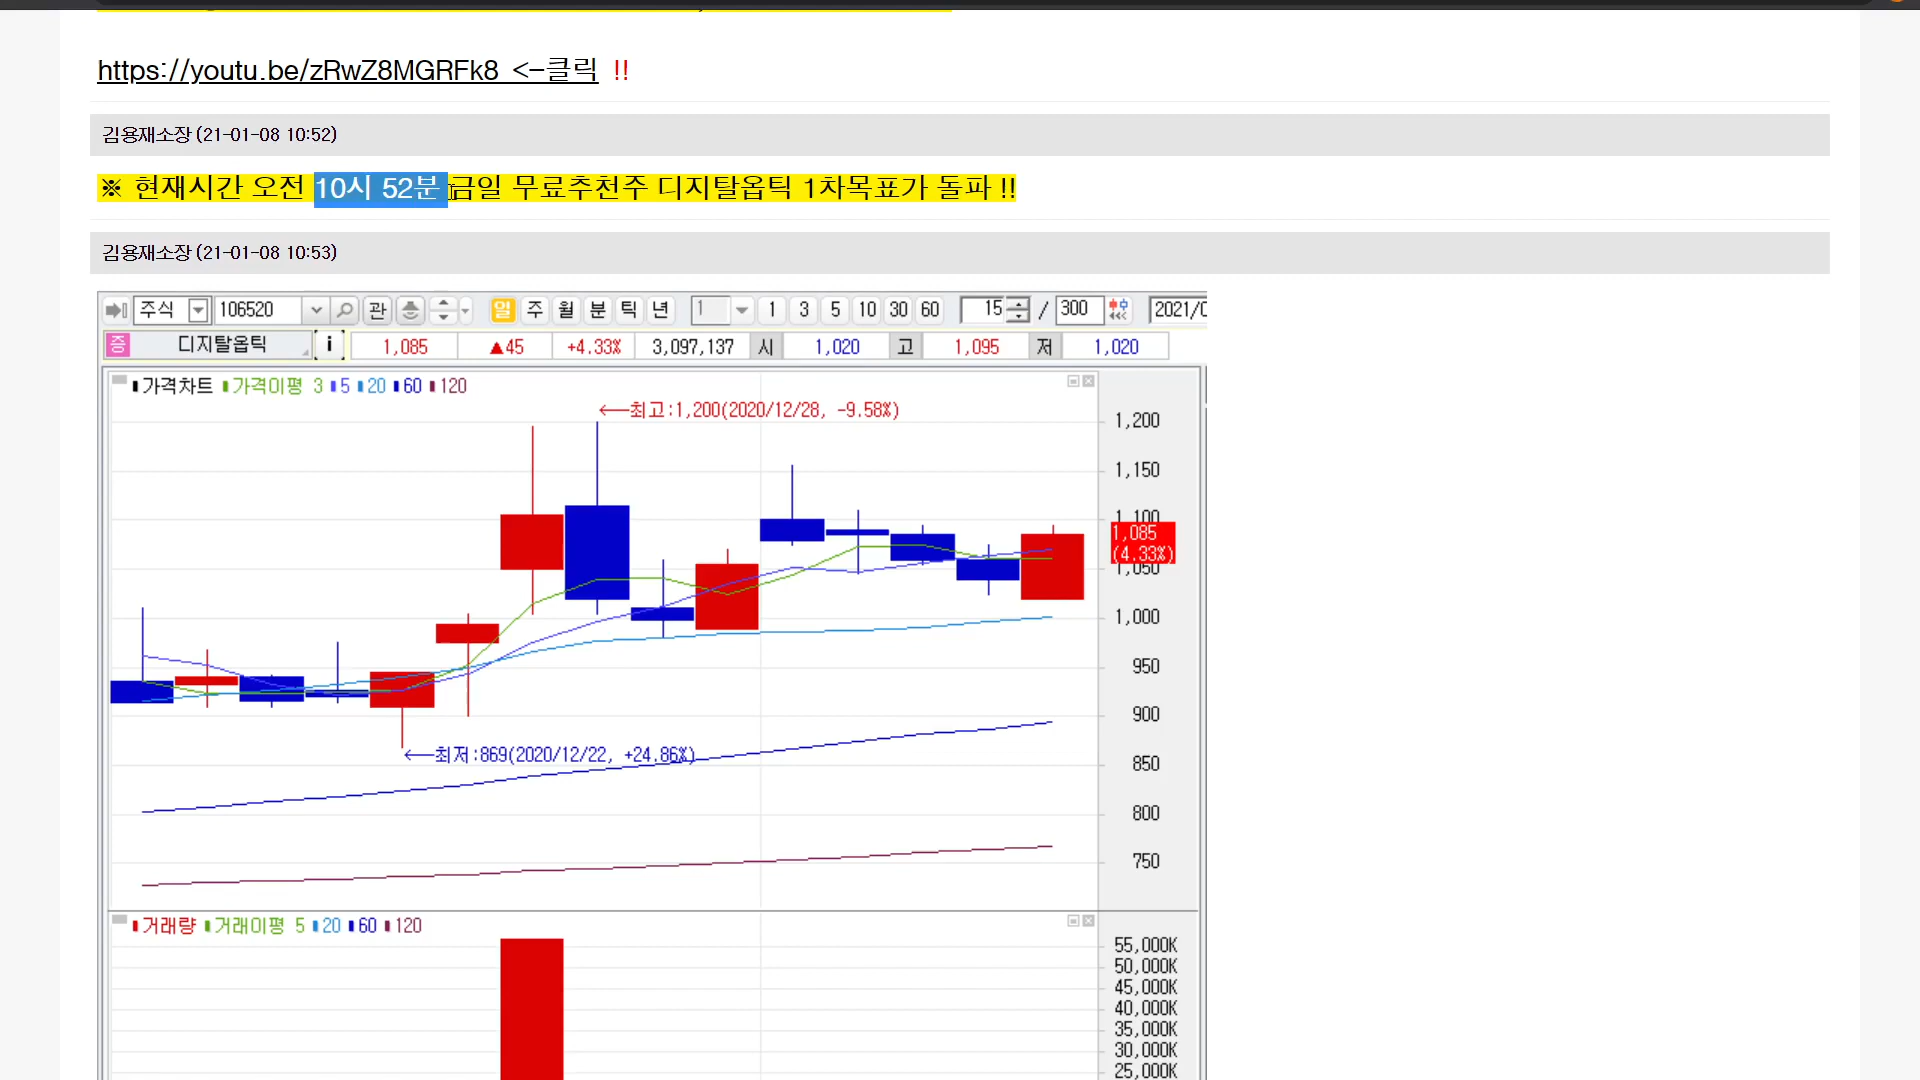 https://youtu.be/zRwZ8MGRFk8 <-클릭 !!
김용재소장 (21-01-08 10:52)
※ 현재시간 오전 10시 52분 금일 무료추천주 디지탈옵틱 1차목표가 돌파 !!
김용재소장 (21-01-08 10:53)
주식 106520 관 일 주 월 분 틱 년 1 1 3 5 10 30 60 15 / 300 2021/0
증 디지탈옵틱 i 1,085 ▲45 +4.33% 3,097,137 시 1,020 고 1,095 저 1,020
가격차트 가격이평 3 5 20 60 120
←최고:1,200(2020/12/28, -9.58%)
1,200
1,150
1,100
1,085
(4.33%)
1,050
1,000
950
900
←최저:869(2020/12/22, +24.86%)
850
800
750
거래량 거래이평 5 20 60 120
55,000K
50,000K
45,000K
40,000K
35,000K
30,000K
25,000K